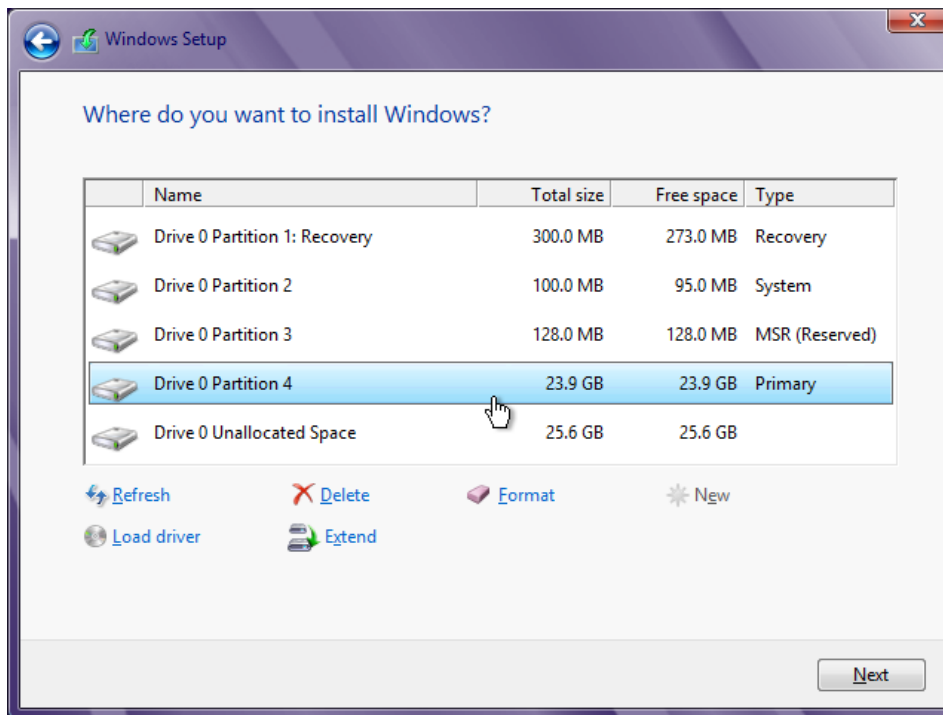 Windows Setup
Where do you want to install Windows?
Name Total size Free space Type
Drive 0 Partition 1: Recovery 300.0 MB 273.0 MB Recovery
Drive 0 Partition 2 100.0 MB 95.0 MB System
Drive 0 Partition 3 128.0 MB 128.0 MB MSR (Reserved)
Drive 0 Partition 4 23.9 GB 23.9 GB Primary
Drive 0 Unallocated Space 25.6 GB 25.6 GB
Refresh Delete Format New
Load driver Extend
Next